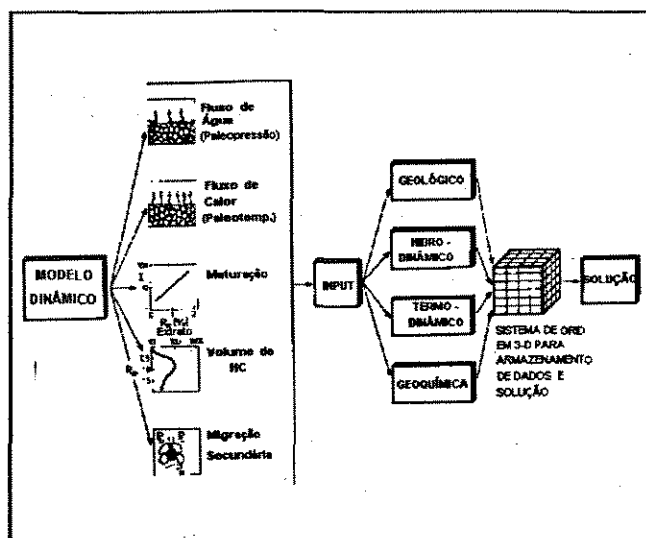 MODELO
DINÂMICO
Fluxo de
Água
(Paleopressão)
Fluxo de
Calor
(Paleotemp.)
Maturação
Extrato
Volume de
HC
Migração
Secundária
INPUT
GEOLÓGICO
HIDRO-
DINÂMICO
TERMO-
DINÂMICO
GEOQUÍMICA
SISTEMA DE GRID
EM 3-D PARA
ARMAZENAMENTO
DE DADOS E
SOLUÇÃO
SOLUÇÃO